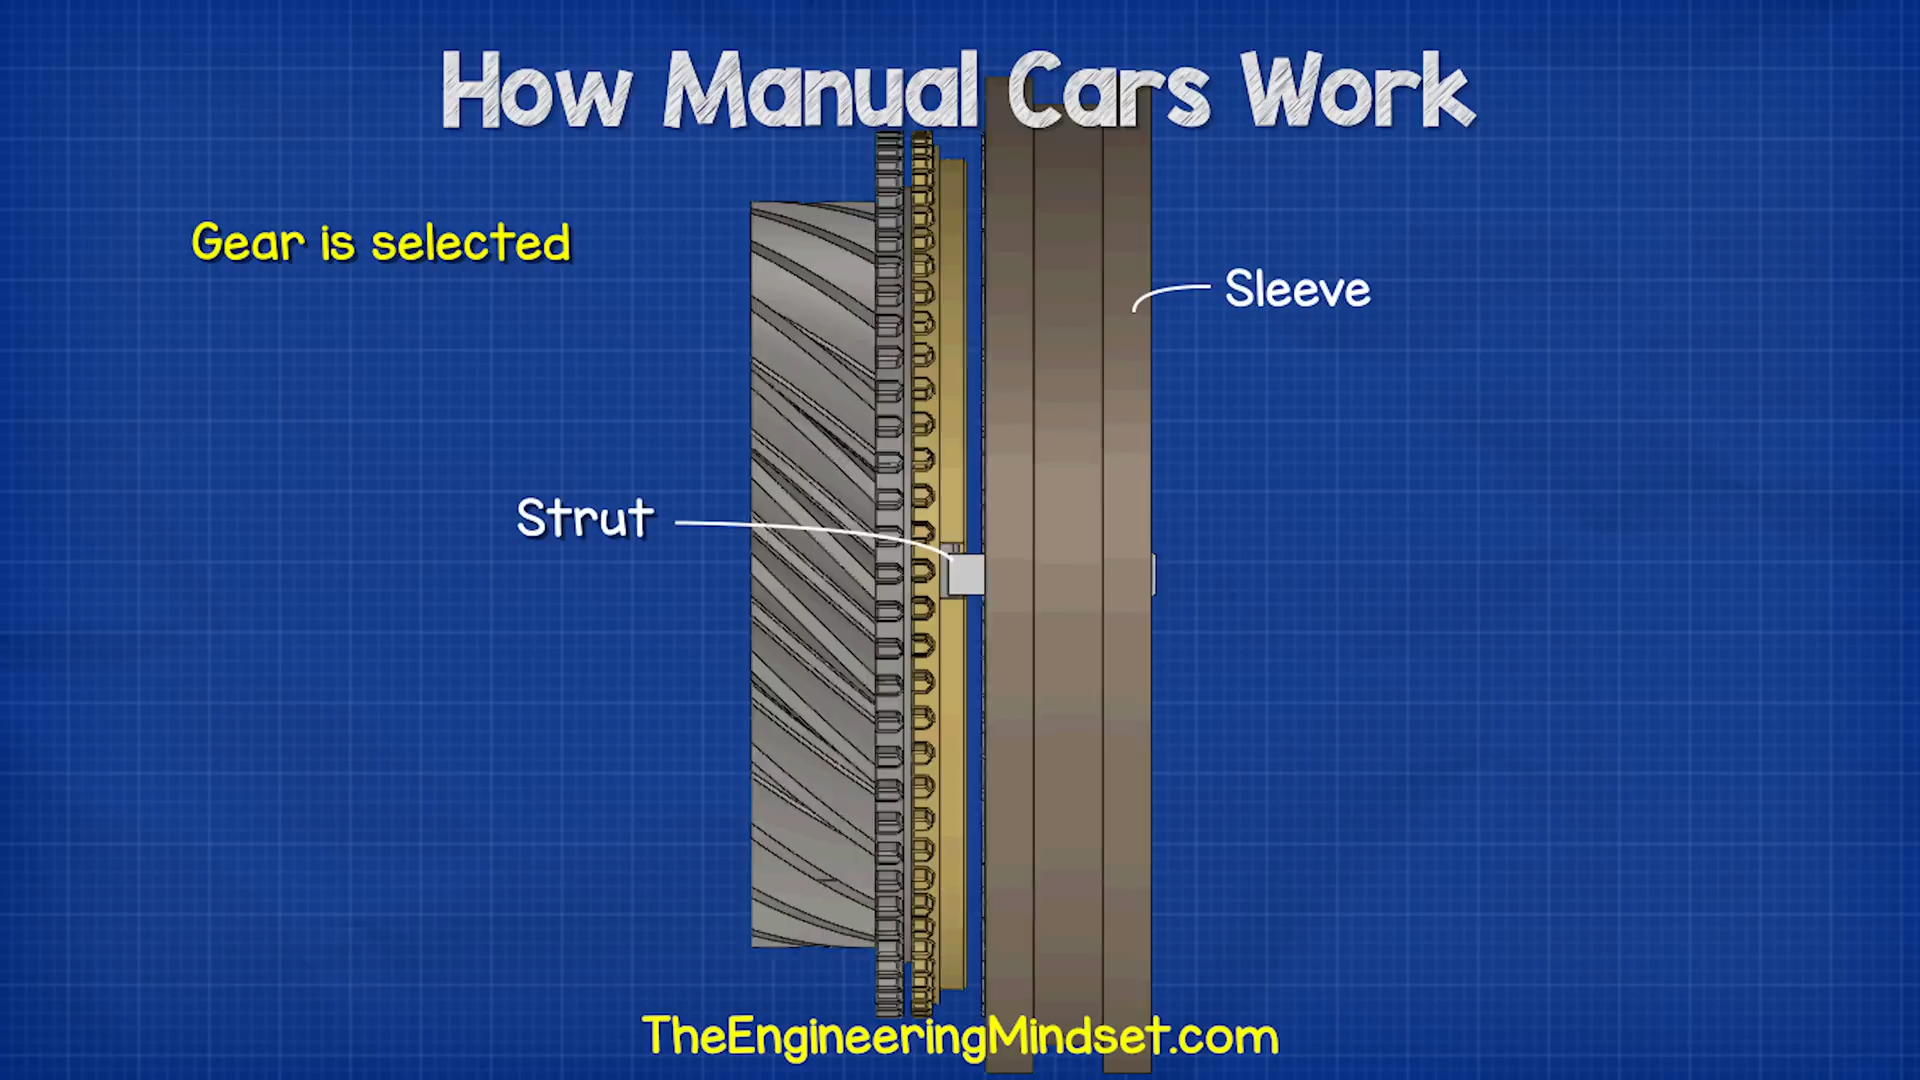 How Manual Cars Work
Gear is selected
Sleeve
Strut
TheEngineeringMindset.com